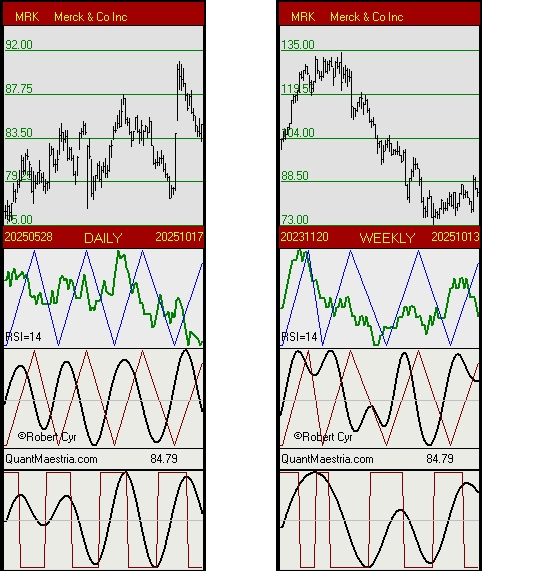 MRK Merck & Co Inc
92.00
87.75
83.50
79.25
75.00
20250528 DAILY 20251017
RSI=14
©Robert Cyr
QuantMaestria.com 84.79
MRK Merck & Co Inc
135.00
119.50
104.00
88.50
73.00
20231120 WEEKLY 20251013
RSI=14
©Robert Cyr
QuantMaestria.com 84.79